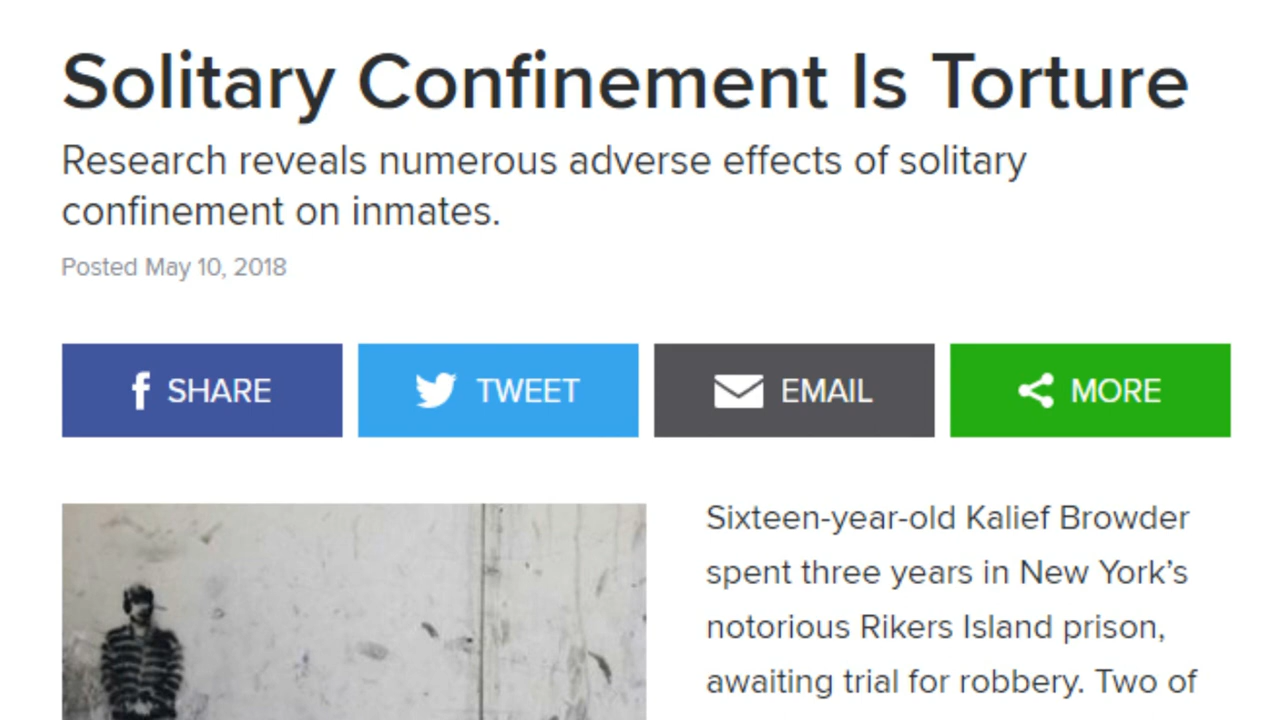 Solitary Confinement Is Torture
Research reveals numerous adverse effects of solitary
confinement on inmates.
Posted May 10, 2018
SHARE
TWEET
EMAIL
MORE
Sixteen-year-old Kalief Browder
spent three years in New York’s
notorious Rikers Island prison,
awaiting trial for robbery. Two of